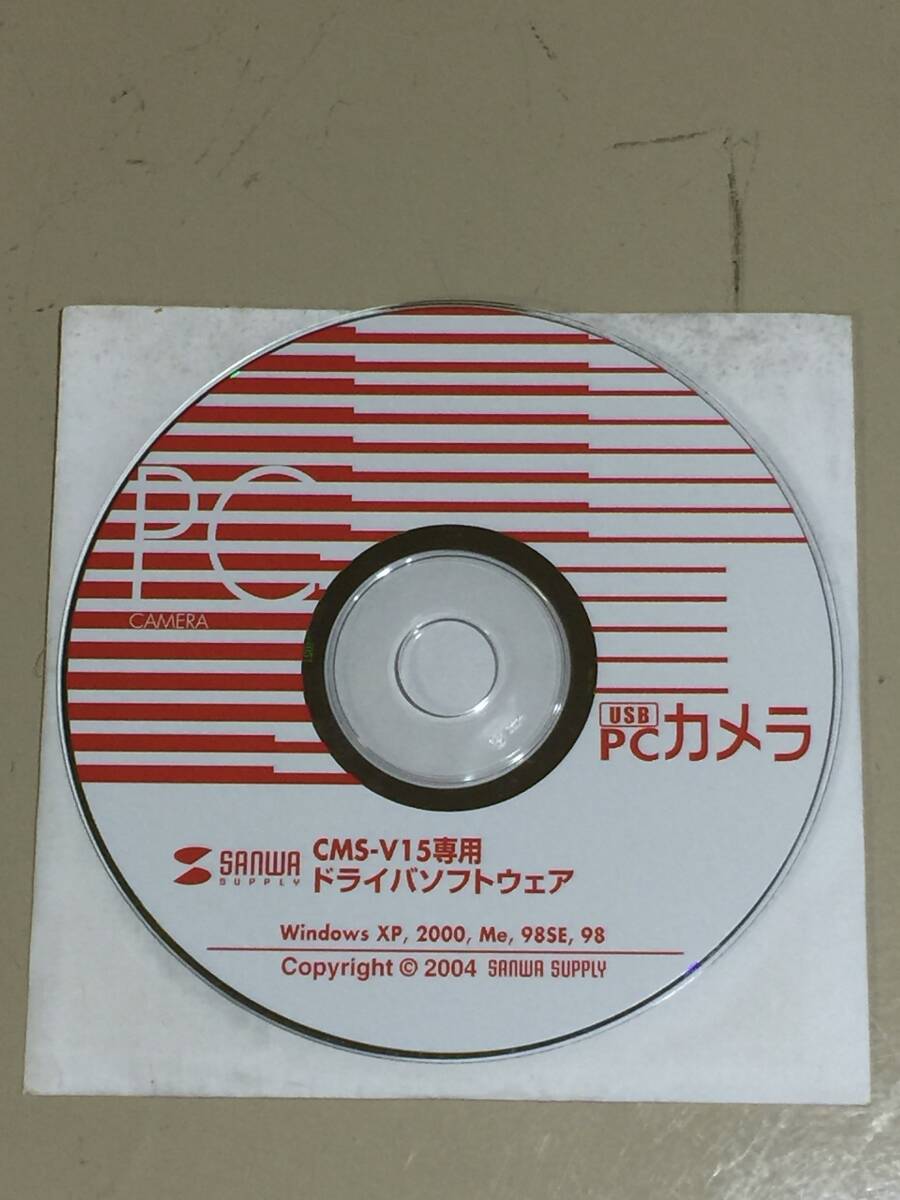 PC
CAMERA
USB
PCカメラ
SANWA
SUPPLY
CMS-V15専用
ドライバソフトウェア
Windows XP, 2000, Me, 98SE, 98
Copyright © 2004 SANWA SUPPLY